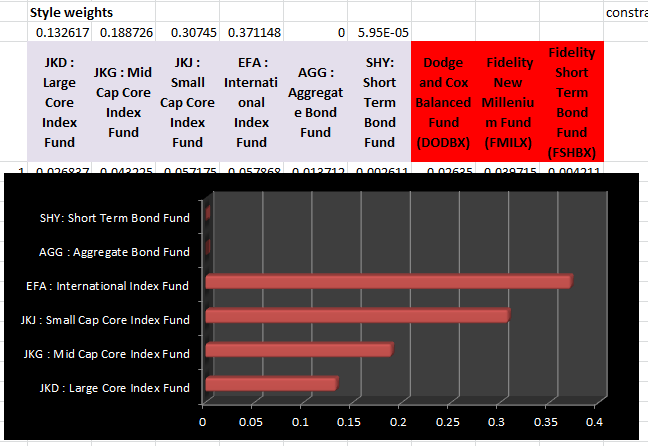 Style weights
constra
0.132617 0.188726 0.30745 0.371148 0 5.95E-05
JKD :
Large
Core
Index
Fund
JKG : Mid
Cap Core
Index
Fund
JKJ :
Small
Cap Core
Index
Fund
EFA :
Internati
onal
Index
Fund
AGG :
Aggregat
e Bond
Fund
SHY:
Short
Term
Bond
Fund
Dodge
and Cox
Balanced
Fund
(DODBX)
Fidelity
New
Milleniu
m Fund
(FMILX)
Fidelity
Short
Term
Bond
Fund
(FSHBX)
1 0.026837 0.043225 0.057175 0.057868 0.013712 0.002611 0.02635 0.039715 0.004211
SHY: Short Term Bond Fund
AGG : Aggregate Bond Fund
EFA : International Index Fund
JKJ : Small Cap Core Index Fund
JKG : Mid Cap Core Index Fund
JKD : Large Core Index Fund
0 0.05 0.1 0.15 0.2 0.25 0.3 0.35 0.4